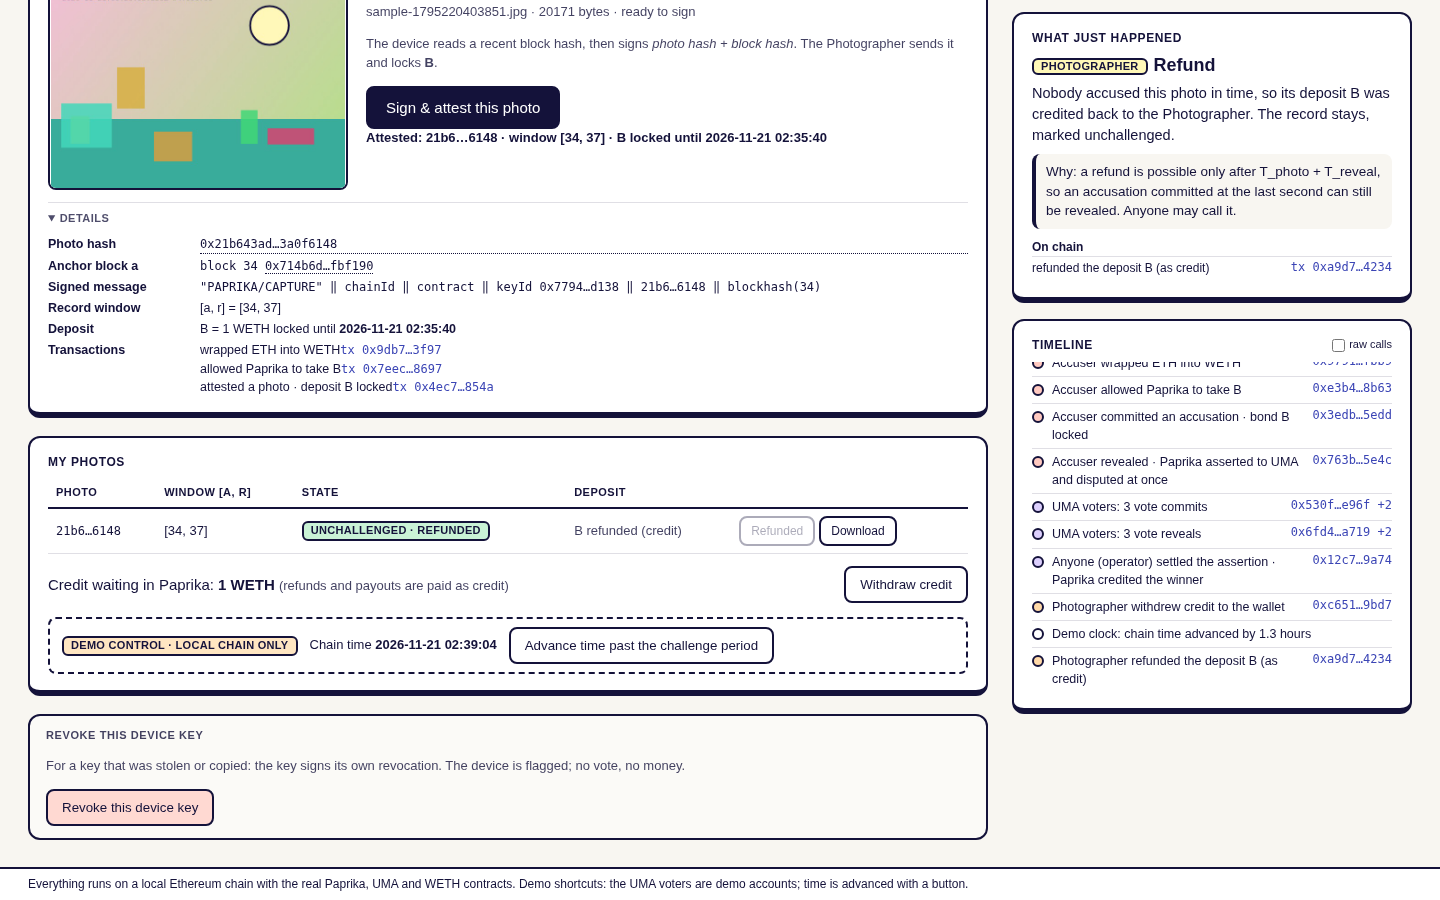 sample-1795220403851.jpg · 20171 bytes · ready to sign
The device reads a recent block hash, then signs photo hash + block hash. The Photographer sends it
and locks B.
Sign & attest this photo
Attested: 21b6…6148 · window [34, 37] · B locked until 2026-11-21 02:35:40
▼ DETAILS
Photo hash 0x21b643ad…3a0f6148
Anchor block a block 34 0x714b6d…fbf190
Signed message "PAPRIKA/CAPTURE" ‖ chainId ‖ contract ‖ keyId 0x7794…d138 ‖ 21b6…6148 ‖ blockhash(34)
Record window [a, r] = [34, 37]
Deposit B = 1 WETH locked until 2026-11-21 02:35:40
Transactions wrapped ETH into WETHtx 0x9db7…3f97
allowed Paprika to take Btx 0x7eec…8697
attested a photo · deposit B lockedtx 0x4ec7…854a
MY PHOTOS
PHOTO WINDOW [A, R] STATE DEPOSIT
21b6…6148 [34, 37] UNCHALLENGED · REFUNDED B refunded (credit) Refunded Download
Credit waiting in Paprika: 1 WETH (refunds and payouts are paid as credit) Withdraw credit
DEMO CONTROL · LOCAL CHAIN ONLY Chain time 2026-11-21 02:39:04 Advance time past the challenge period
REVOKE THIS DEVICE KEY
For a key that was stolen or copied: the key signs its own revocation. The device is flagged; no vote, no money.
Revoke this device key
WHAT JUST HAPPENED
PHOTOGRAPHER Refund
Nobody accused this photo in time, so its deposit B was
credited back to the Photographer. The record stays,
marked unchallenged.
Why: a refund is possible only after T_photo + T_reveal,
so an accusation committed at the last second can still
be revealed. Anyone may call it.
On chain
refunded the deposit B (as credit) tx 0xa9d7…4234
TIMELINE raw calls
Accuser wrapped ETH into WETH
Accuser allowed Paprika to take B 0xe3b4…8b63
Accuser committed an accusation · bond B 0x3edb…5edd
locked
Accuser revealed · Paprika asserted to UMA 0x763b…5e4c
and disputed at once
UMA voters: 3 vote commits 0x530f…e96f +2
UMA voters: 3 vote reveals 0x6fd4…a719 +2
Anyone (operator) settled the assertion · 0x12c7…9a74
Paprika credited the winner
Photographer withdrew credit to the wallet 0xc651…9bd7
Demo clock: chain time advanced by 1.3 hours
Photographer refunded the deposit B (as 0xa9d7…4234
credit)
Everything runs on a local Ethereum chain with the real Paprika, UMA and WETH contracts. Demo shortcuts: the UMA voters are demo accounts; time is advanced with a button.